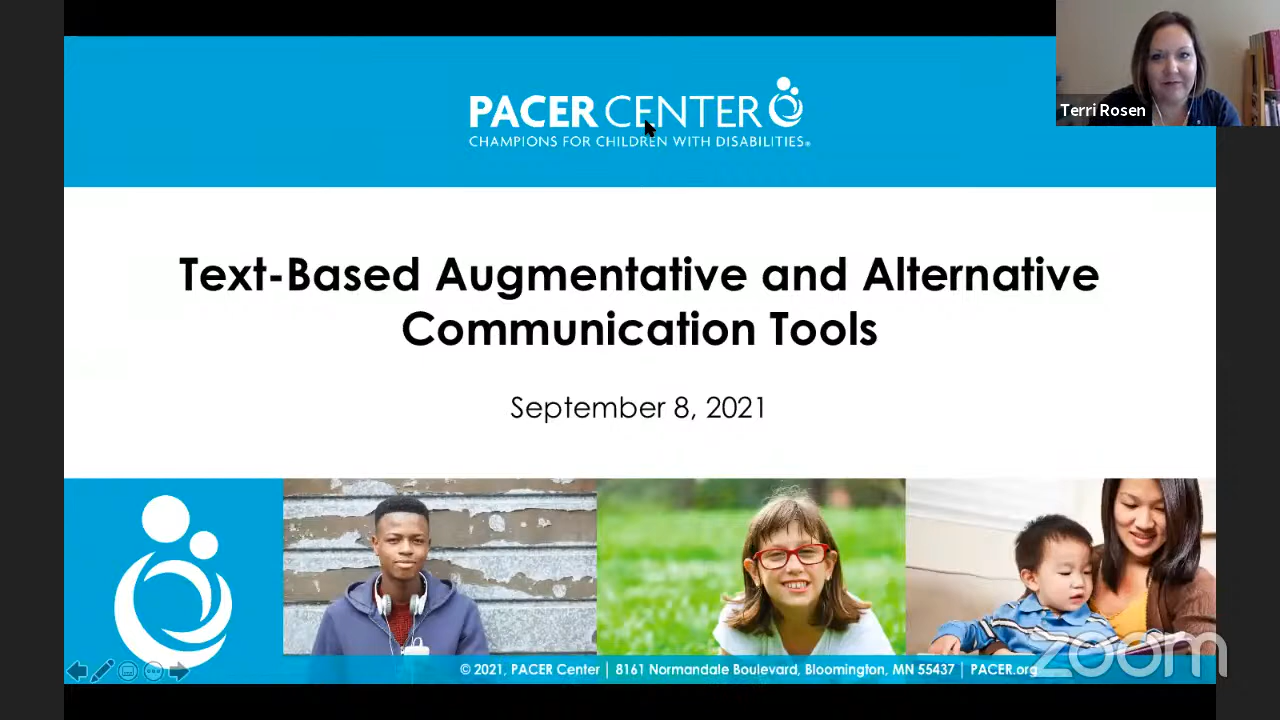 PACER CENTER
CHAMPIONS FOR CHILDREN WITH DISABILITIES®
Terri Rosen
Text-Based Augmentative and Alternative
Communication Tools
September 8, 2021
© 2021, PACER Center | 8161 Normandale Boulevard, Bloomington, MN 55437 | PACER.org
zoom